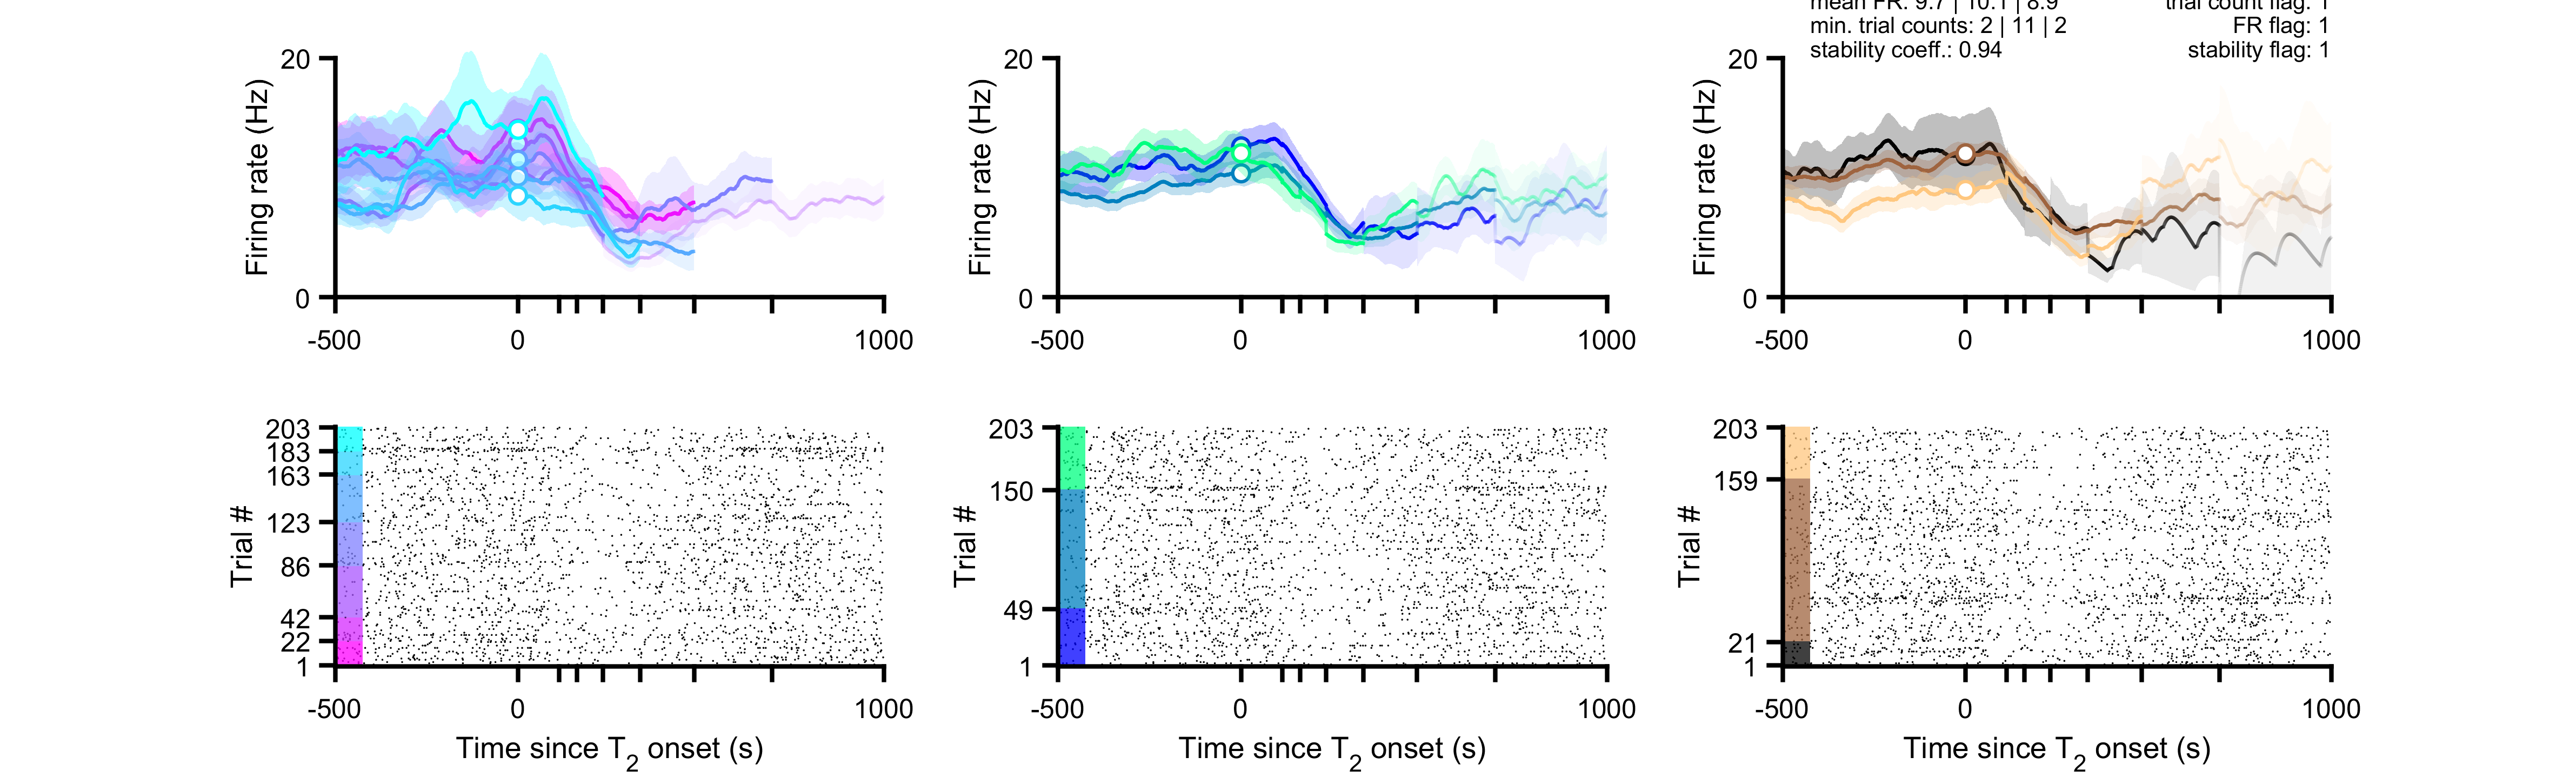 mean FR: 9.7 | 10.1 | 8.9 trial count flag: 1
min. trial counts: 2 | 11 | 2 FR flag: 1
stability coeff.: 0.94 stability flag: 1
20 20 20
Firing rate (Hz) Firing rate (Hz) Firing rate (Hz)
0 0 0
-500 0 1000 -500 0 1000 -500 0 1000
203 203 203
183
163 159
150
123
86
49
42
22 21
1 1 1
Trial # Trial # Trial #
-500 0 1000 -500 0 1000 -500 0 1000
Time since T2 onset (s) Time since T2 onset (s) Time since T2 onset (s)